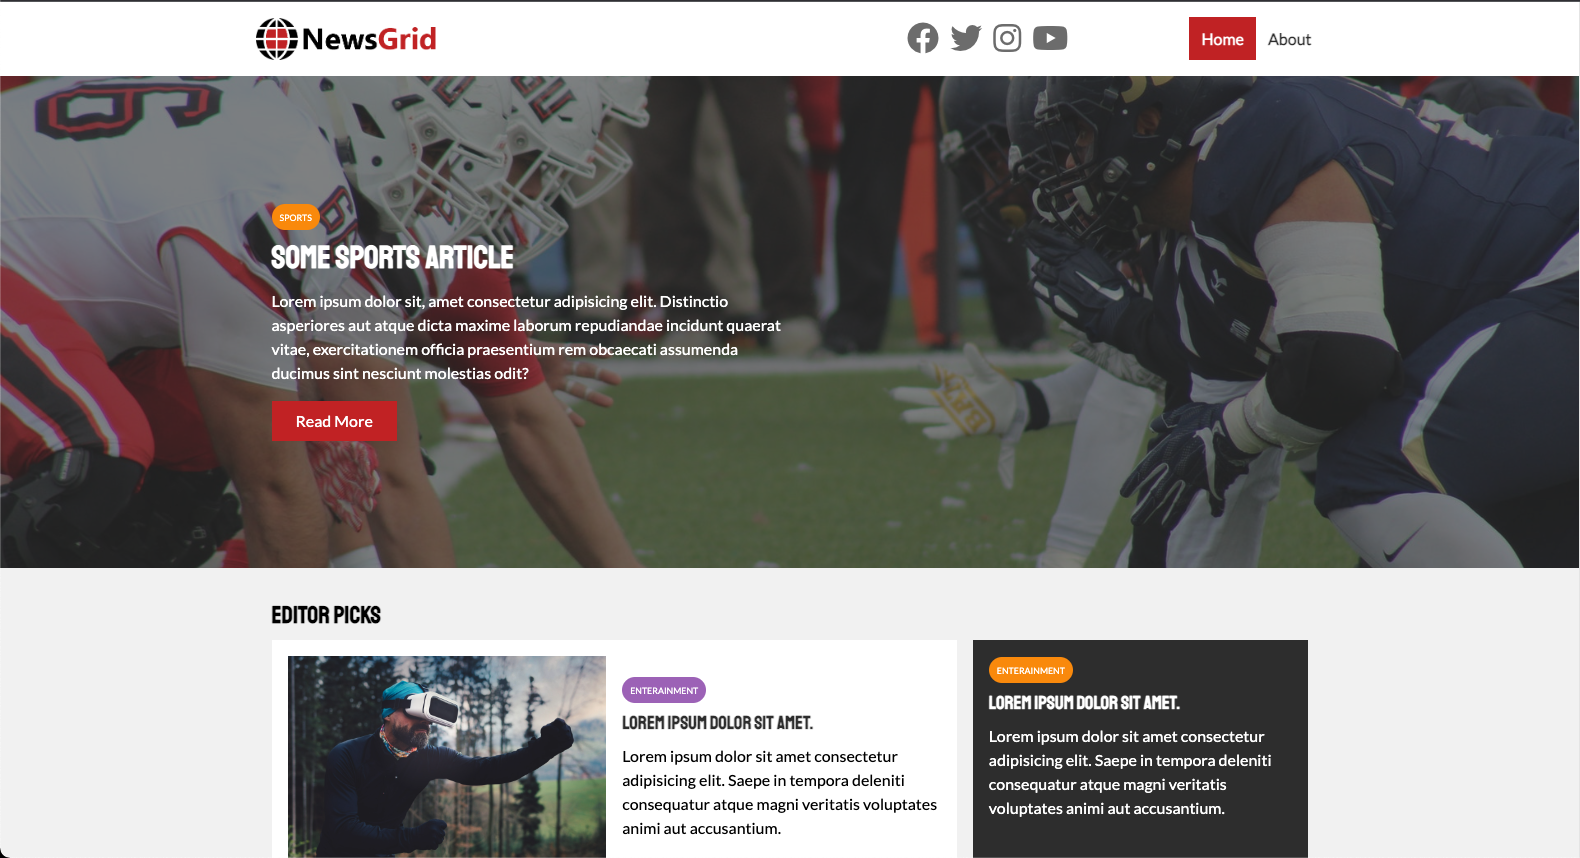 NewsGrid
Home
About
SPORTS
SOME SPORTS ARTICLE
Lorem ipsum dolor sit, amet consectetur adipisicing elit. Distinctio
asperiores aut atque dicta maxime laborum repudiandae incidunt quaerat
vitae, exercitationem officia praesentium rem obcaecati assumenda
ducimus sint nesciunt molestias odit?
Read More
EDITOR PICKS
ENTERAINMENT
LOREM IPSUM DOLOR SIT AMET.
Lorem ipsum dolor sit amet consectetur
adipisicing elit. Saepe in tempora deleniti
consequatur atque magni veritatis voluptates
animi aut accusantium.
ENTERAINMENT
LOREM IPSUM DOLOR SIT AMET.
Lorem ipsum dolor sit amet consectetur
adipisicing elit. Saepe in tempora deleniti
consequatur atque magni veritatis
voluptates animi aut accusantium.